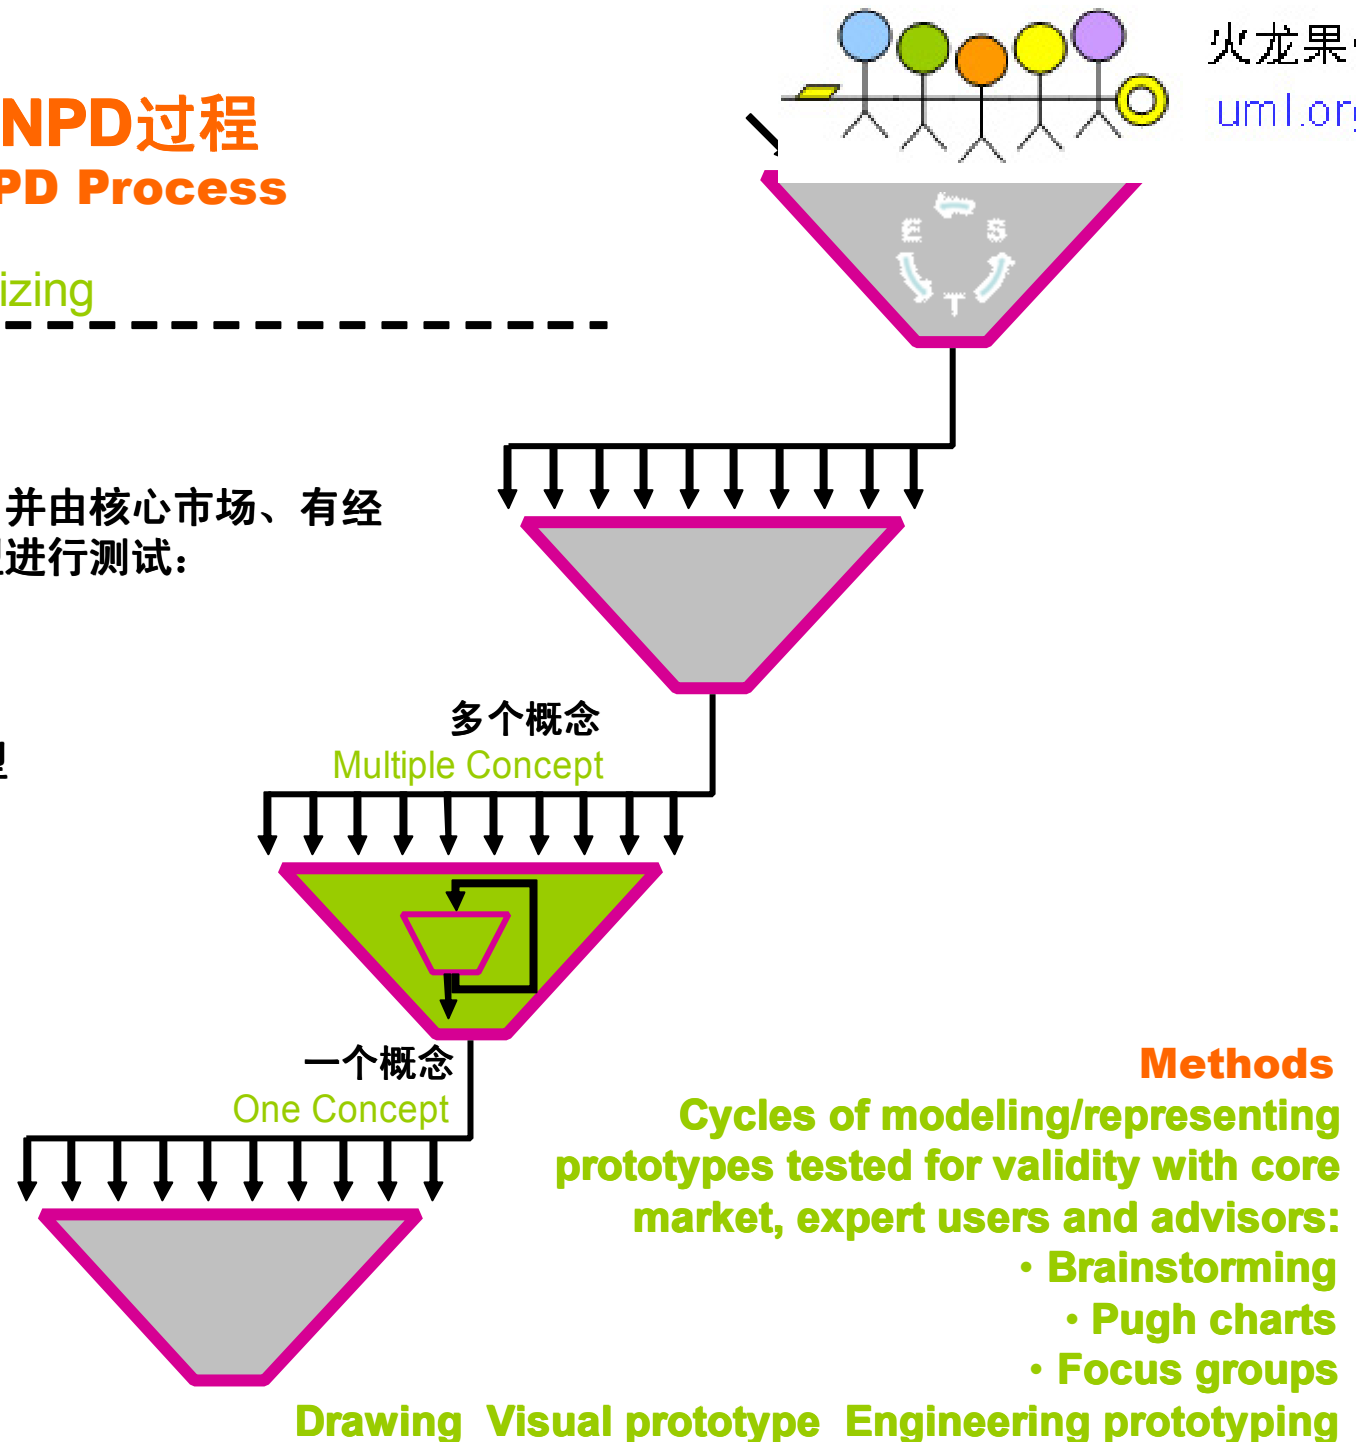 火龙果
uml.org
NPD过程
PD Process
izing
E S
T
并由核心市场、有经
进行测试：
多个概念
Multiple Concept
型
一个概念
One Concept
Methods
Cycles of modeling/representing
prototypes tested for validity with core
market, expert users and advisors:
• Brainstorming
• Pugh charts
• Focus groups
Drawing Visual prototype Engineering prototyping